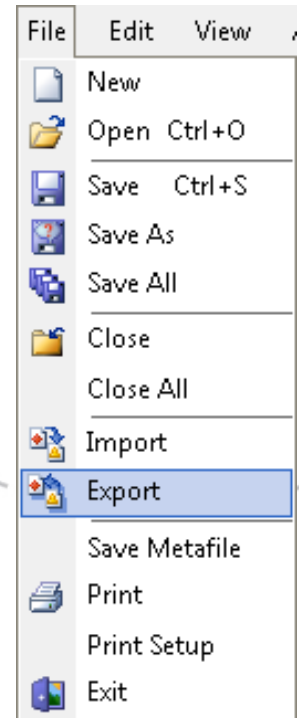 File Edit View
New
Open Ctrl+O
Save Ctrl+S
Save As
Save All
Close
Close All
Import
Export
Save Metafile
Print
Print Setup
Exit